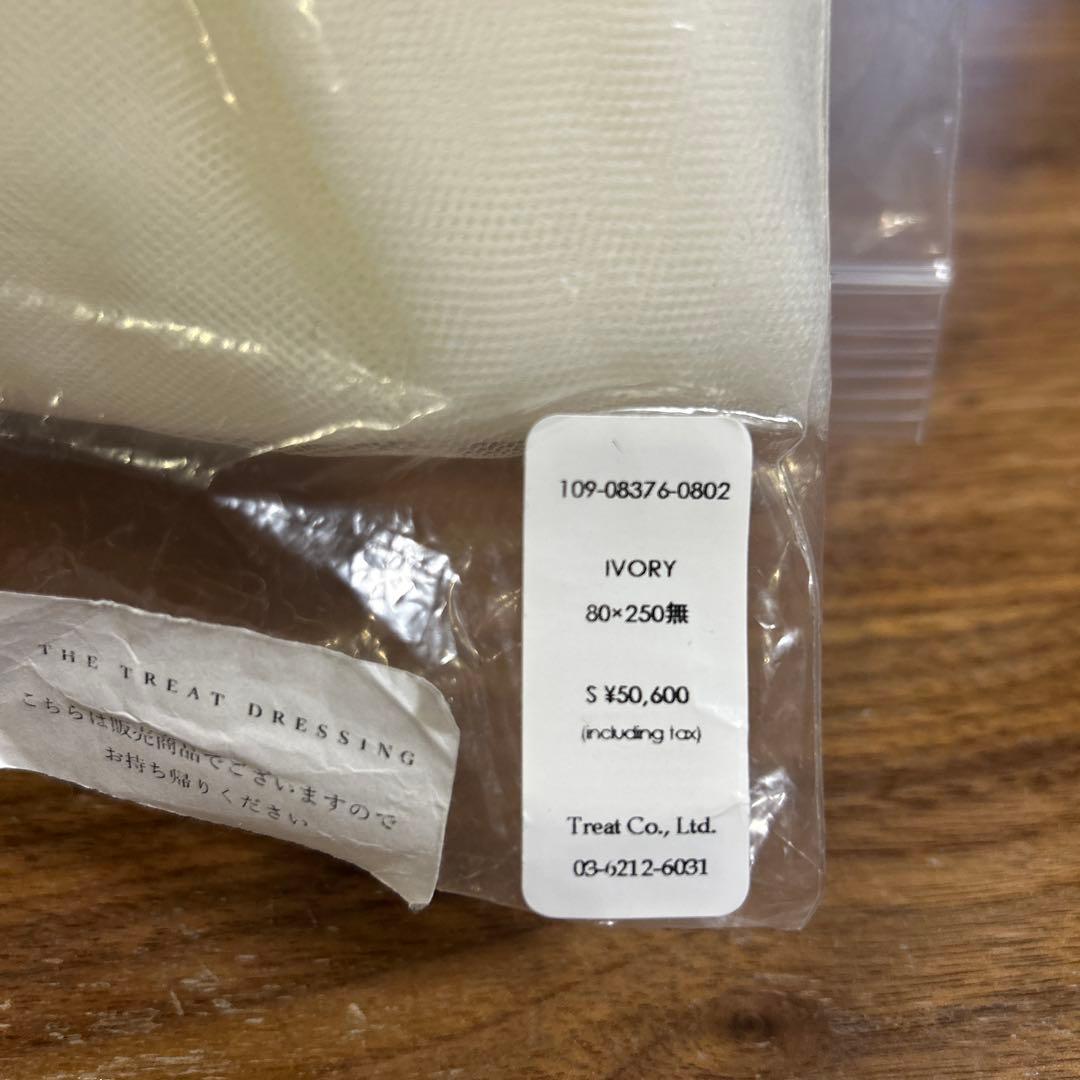 109-08376-0802
IVORY
80×250無
S ¥50,600
(including tax)
Treat Co., Ltd.
03-6212-6031
THE TREAT DRESSING
こちらは販売商品でございますので
お持ち帰りください